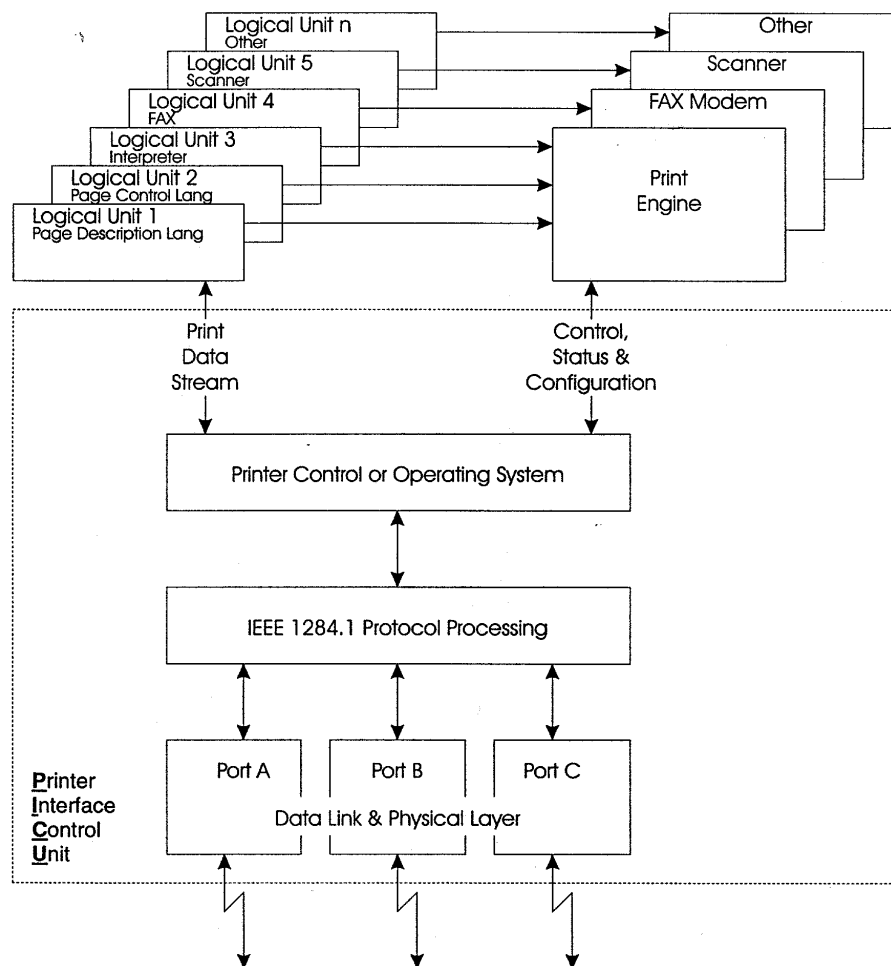 Logical Unit n
Other
Logical Unit 5
Scanner
Logical Unit 4
FAX
Logical Unit 3
Interpreter
Logical Unit 2
Page Control Lang
Logical Unit 1
Page Description Lang
Other
Scanner
FAX Modem
Print
Engine
Print
Data
Stream
Control,
Status &
Configuration
Printer Control or Operating System
IEEE 1284.1 Protocol Processing
Port A
Port B
Port C
Data Link & Physical Layer
Printer
Interface
Control
Unit